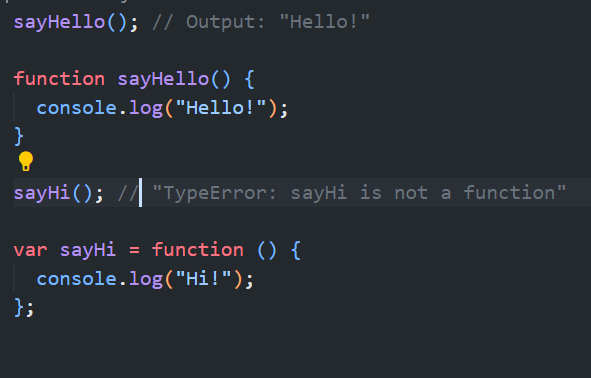 sayHello(); // Output: "Hello!"
function sayHello() {
  console.log("Hello!");
}
sayHi(); // "TypeError: sayHi is not a function"
var sayHi = function () {
  console.log("Hi!");
};